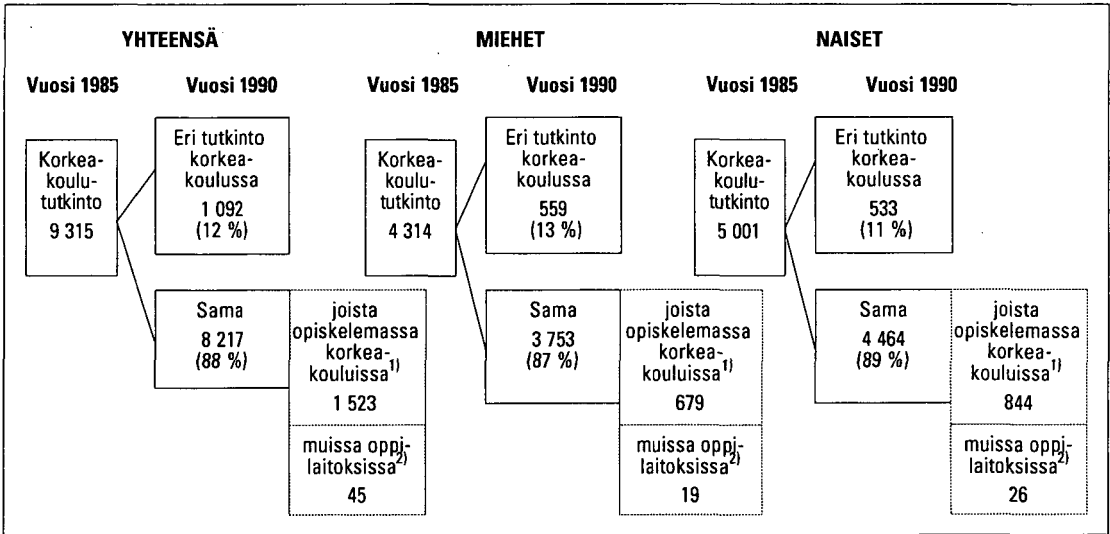 YHTEENSÄ
Vuosi 1985 Vuosi 1990
Korkea-
koulu-
tutkinto
9 315
Eri tutkinto
korkea-
koulussa
1 092
(12 %)
Sama
8 217
(88 %)
joista
opiskelemassa
korkea-
kouluissa1)
1 523
muissa oppi-
laitoksissa2)
45
MIEHET
Vuosi 1985 Vuosi 1990
Korkea-
koulu-
tutkinto
4 314
Eri tutkinto
korkea-
koulussa
559
(13 %)
Sama
3 753
(87 %)
joista
opiskelemassa
korkea-
kouluissa1)
679
muissa oppi-
laitoksissa2)
19
NAISET
Vuosi 1985 Vuosi 1990
Korkea-
koulu-
tutkinto
5 001
Eri tutkinto
korkea-
koulussa
533
(11 %)
Sama
4 464
(89 %)
joista
opiskelemassa
korkea-
kouluissa1)
844
muissa oppi-
laitoksissa2)
26